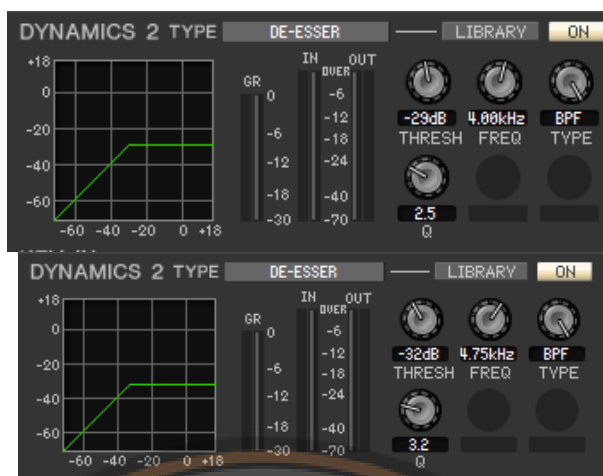 DYNAMICS 2 TYPE DE-ESSER LIBRARY ON
+18
0
-20
-40
-60
-60 -40 -20 0 +18
GR
0
-6
-12
-18
-30
IN OUT
OVER
-6
-12
-18
-24
-40
-70
-29dB 4.00kHz BPF
THRESH FREQ TYPE
2.5
Q
DYNAMICS 2 TYPE DE-ESSER LIBRARY ON
+18
0
-20
-40
-60
-60 -40 -20 0 +18
GR
0
-6
-12
-18
-30
IN OUT
OVER
-6
-12
-18
-24
-40
-70
-32dB 4.75kHz BPF
THRESH FREQ TYPE
3.2
Q